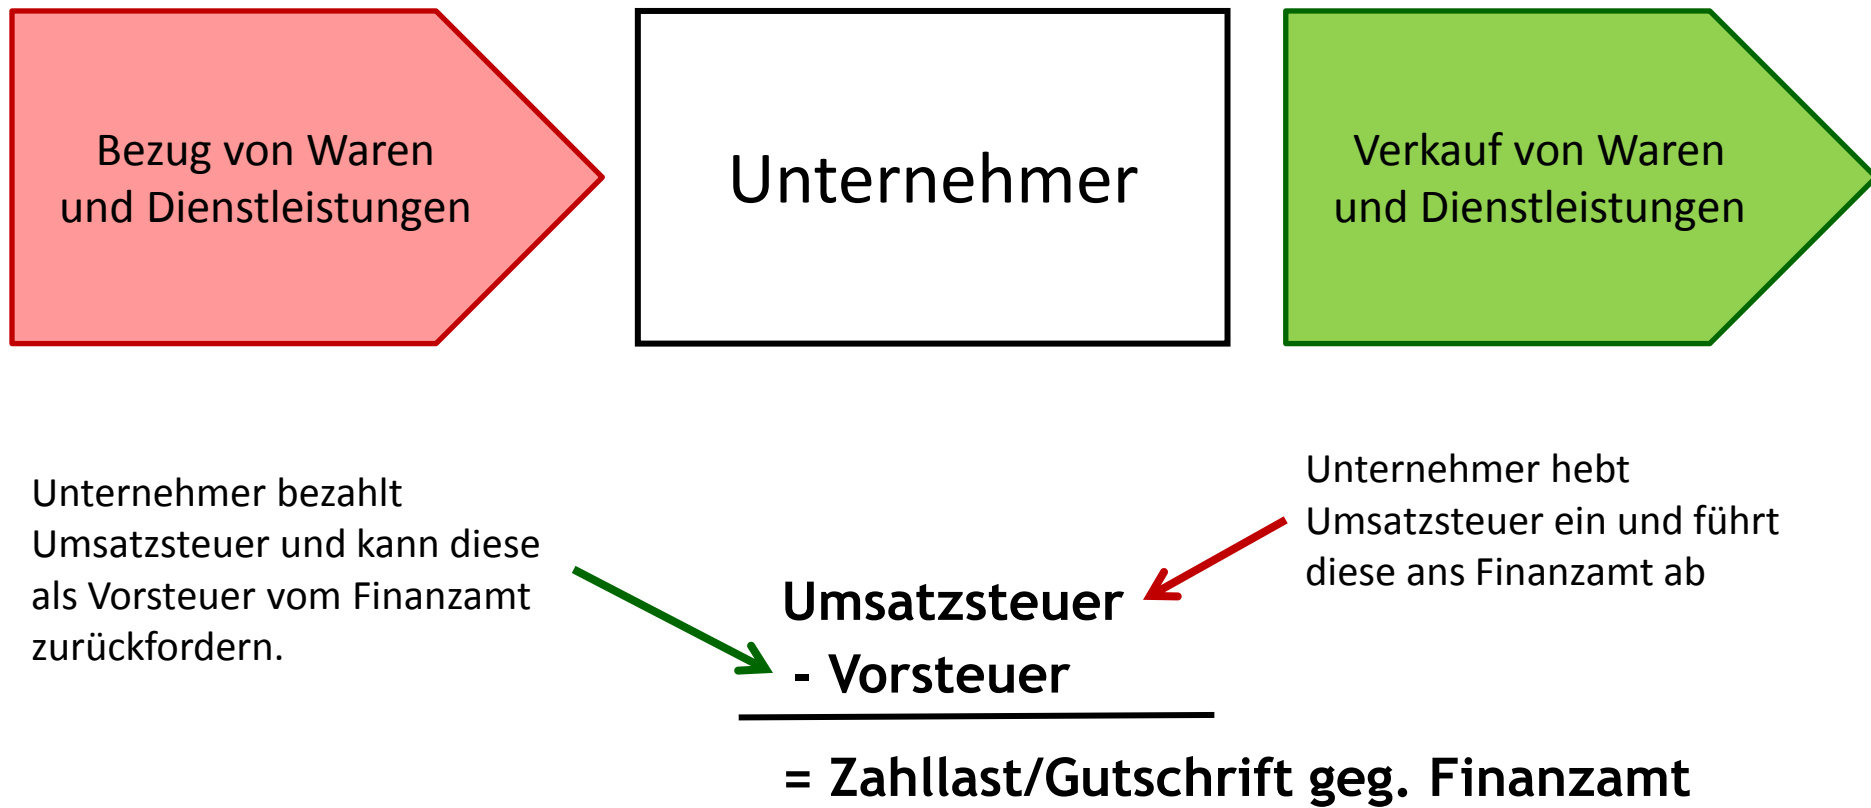 Bezug von Waren
und Dienstleistungen
Unternehmer
Verkauf von Waren
und Dienstleistungen
Unternehmer bezahlt
Umsatzsteuer und kann diese
als Vorsteuer vom Finanzamt
zurückfordern.
Unternehmer hebt
Umsatzsteuer ein und führt
diese ans Finanzamt ab
Umsatzsteuer
- Vorsteuer
= Zahllast/Gutschrift geg. Finanzamt